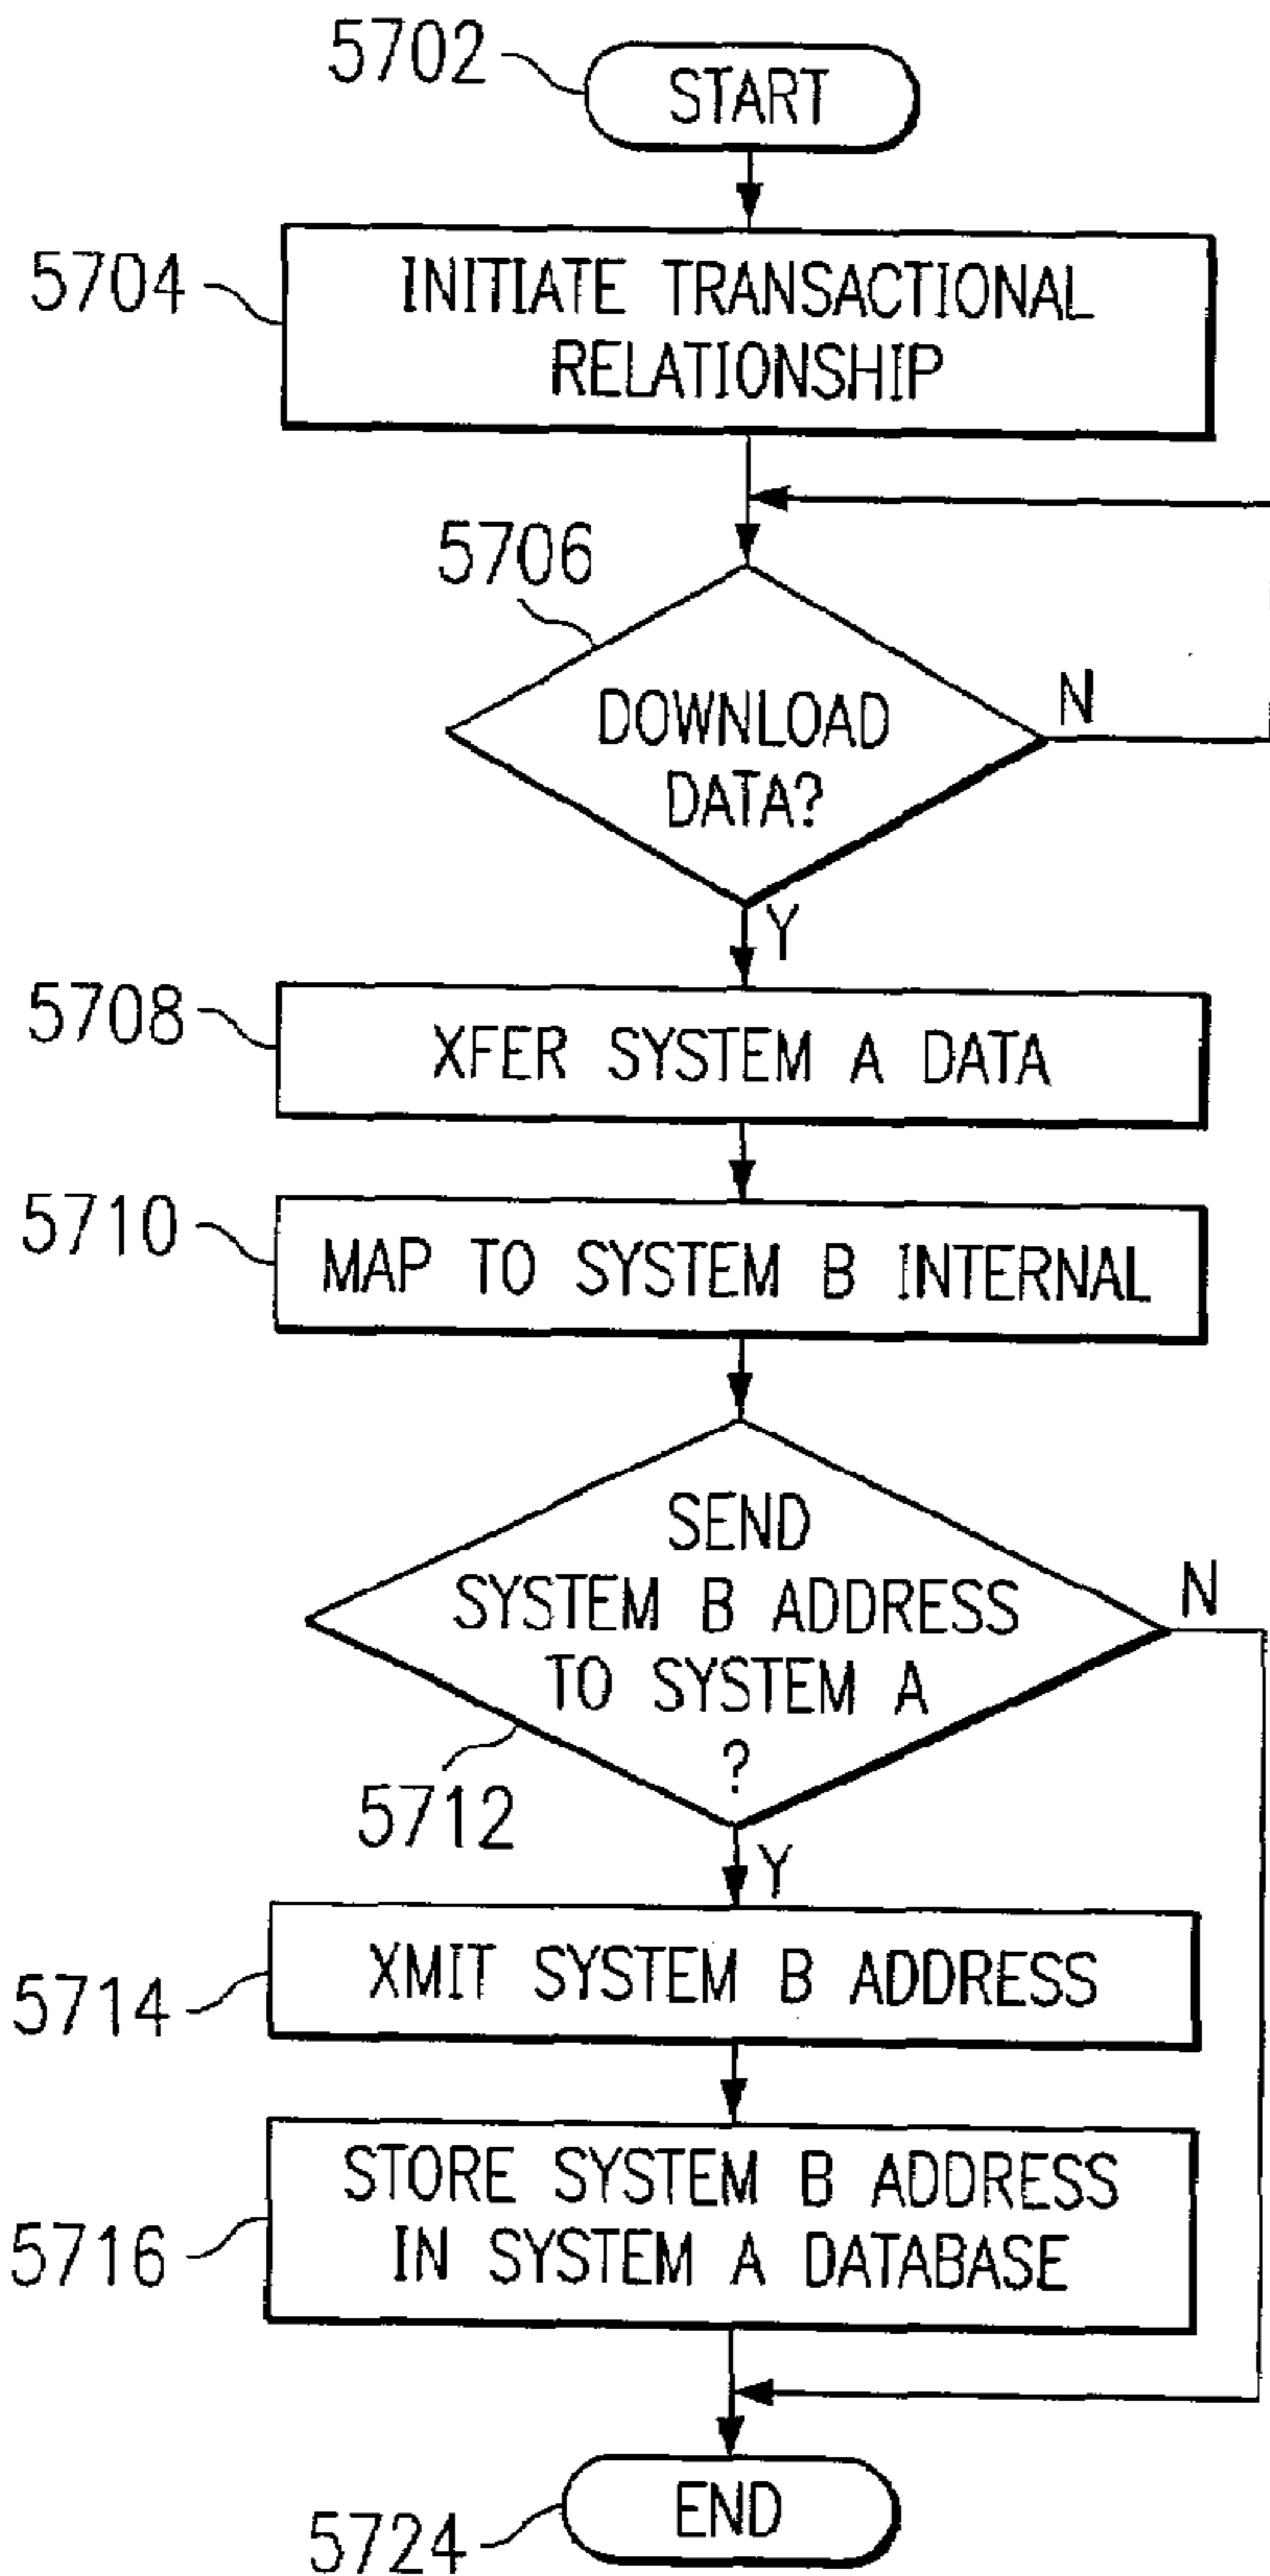 5702
START
5704
INITIATE TRANSACTIONAL
RELATIONSHIP
5706
DOWNLOAD
DATA?
N
Y
5708
XFER SYSTEM A DATA
5710
MAP TO SYSTEM B INTERNAL
SEND
SYSTEM B ADDRESS
TO SYSTEM A
?
N
5712
Y
XMIT SYSTEM B ADDRESS
5714
STORE SYSTEM B ADDRESS
IN SYSTEM A DATABASE
5716
END
5724